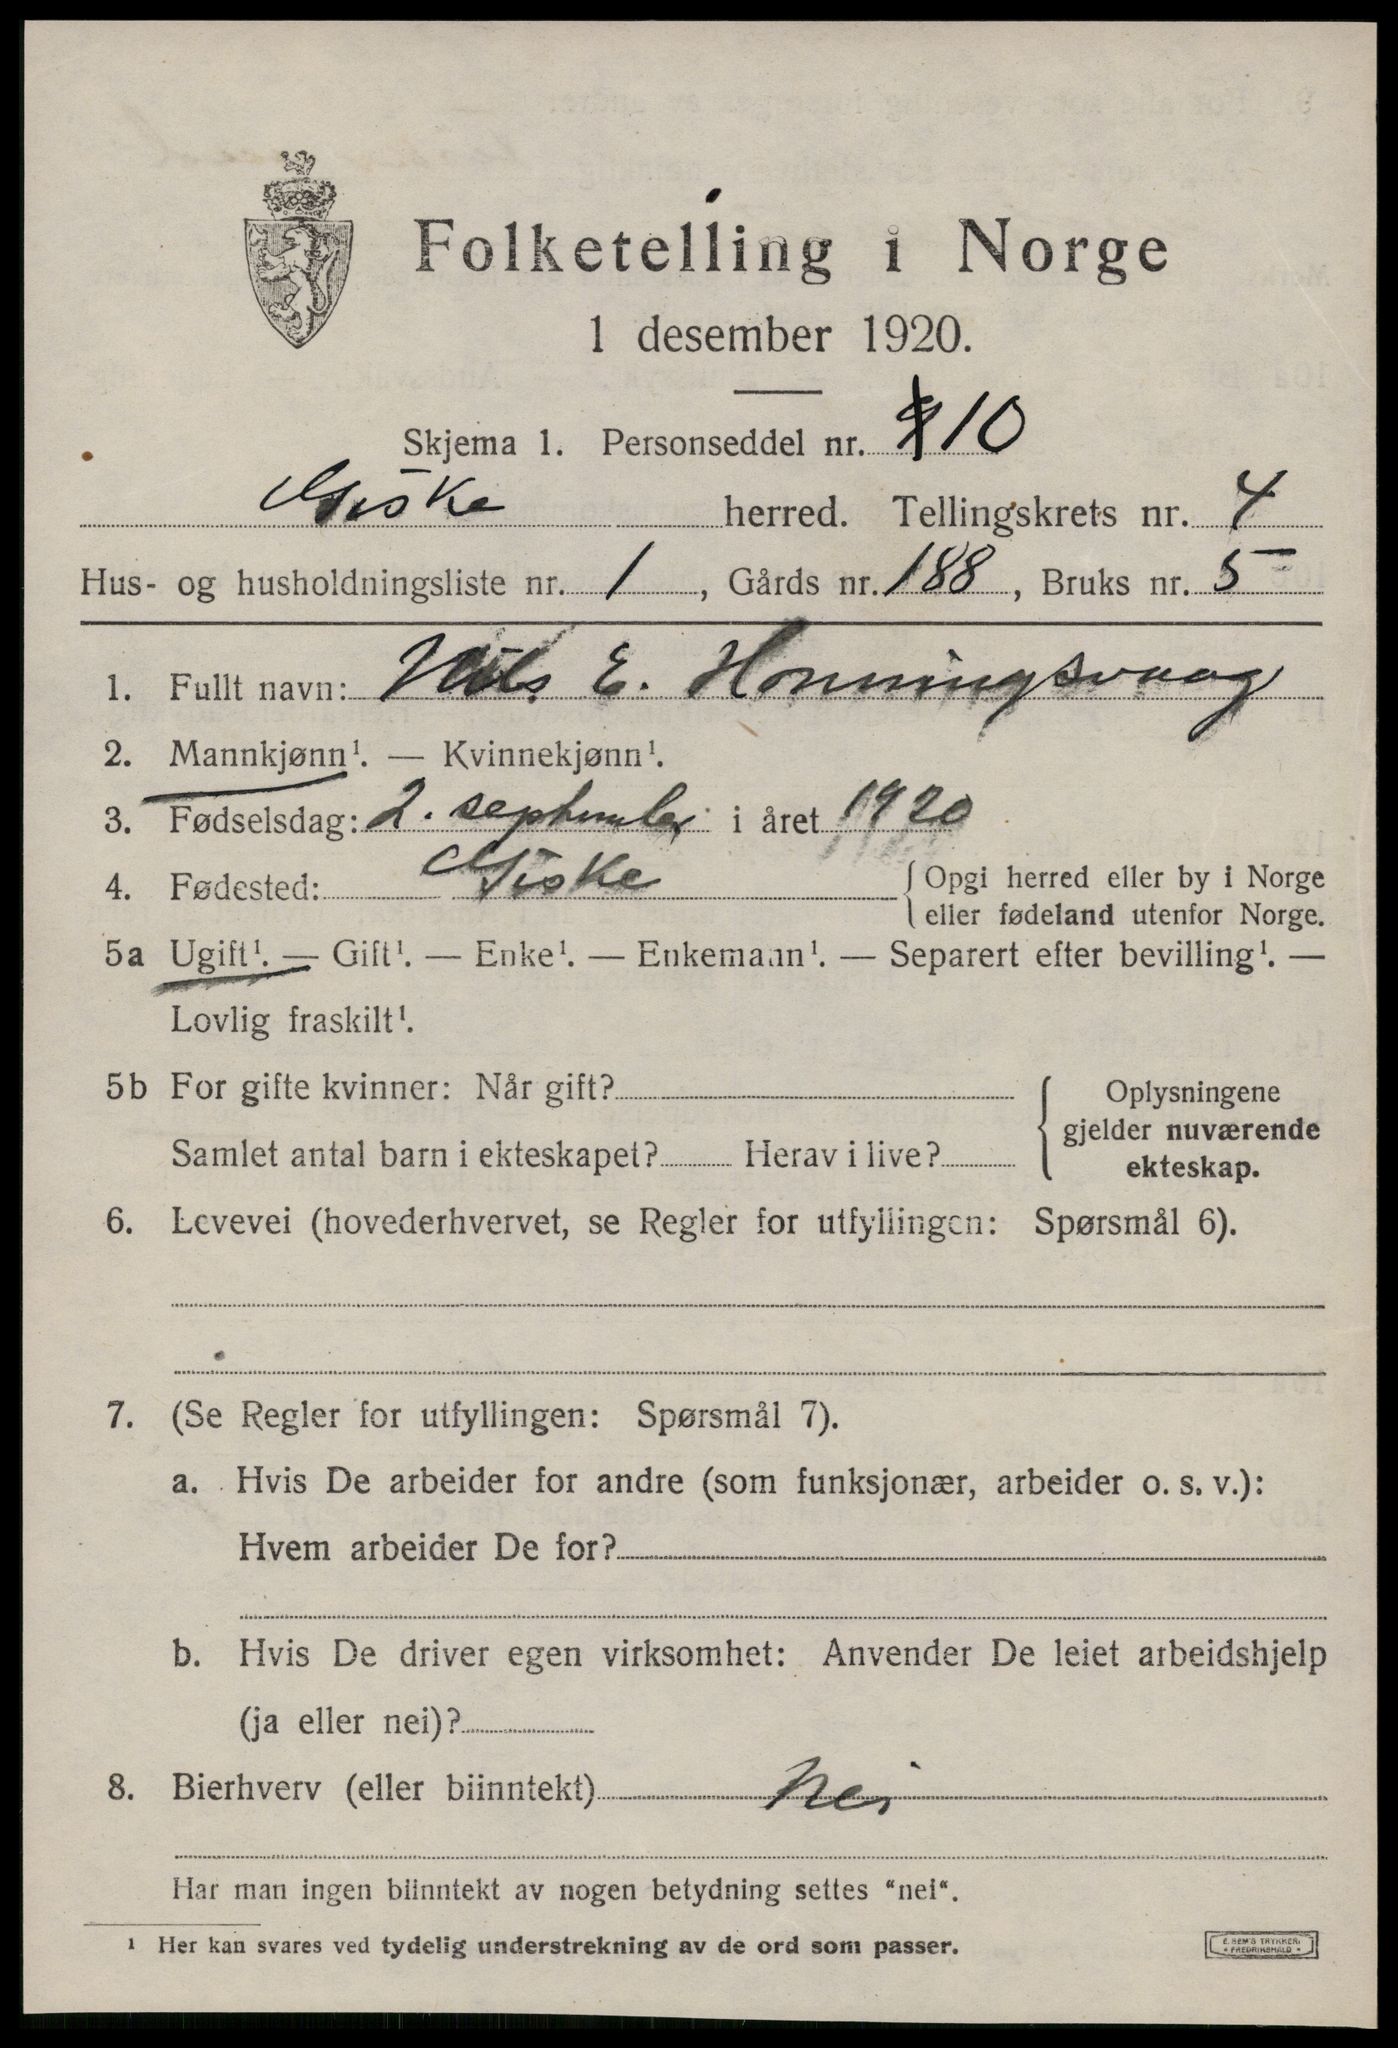 Folketelling i Norge
1 desember 1920.
Skjema 1. Personseddel nr. 10
Giske herred. Tellingskrets nr. 4
Hus- og husholdningsliste nr. 1, Gårds nr. 188, Bruks nr. 5
1. Fullt navn: Nils E. Honningsvaag
2. Mannkjønn¹. — Kvinnekjønn¹.
3. Fødselsdag: 2. september i året 1920
4. Fødested: Giske { Opgi herred eller by i Norge
eller fødeland utenfor Norge.
5a Ugift¹. — Gift¹. — Enke¹. — Enkemann¹. — Separert efter bevilling¹. —
Lovlig fraskilt¹.
5b For gifte kvinner: Når gift? { Oplysningene
gjelder nuværende
Samlet antal barn i ekteskapet? Herav i live? ekteskap.
6. Levevei (hovederhvervet, se Regler for utfyllingen: Spørsmål 6).
7. (Se Regler for utfyllingen: Spørsmål 7).
a. Hvis De arbeider for andre (som funksjonær, arbeider o. s. v.):
Hvem arbeider De for?
b. Hvis De driver egen virksomhet: Anvender De leiet arbeidshjelp
(ja eller nei)?
8. Bierhverv (eller biinntekt) Nei
Har man ingen biinntekt av nogen betydning settes “nei“.
¹ Her kan svares ved tydelig understrekning av de ord som passer.
E. SEM'S TRYKKERI
• FREDRIKSHALD •